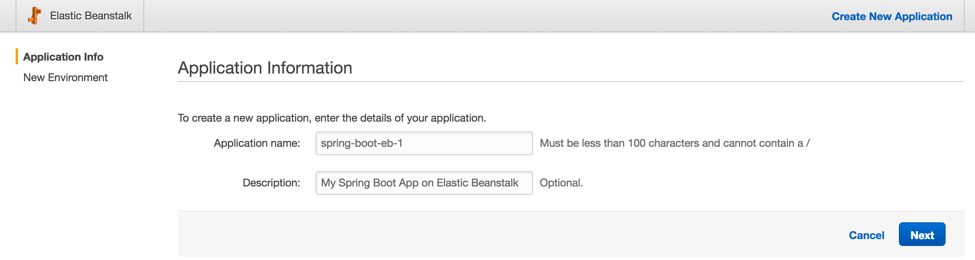 Elastic Beanstalk
Create New Application
Application Info
New Environment
Application Information
To create a new application, enter the details of your application.
Application name: spring-boot-eb-1 Must be less than 100 characters and cannot contain a /
Description: My Spring Boot App on Elastic Beanstalk Optional.
Cancel Next